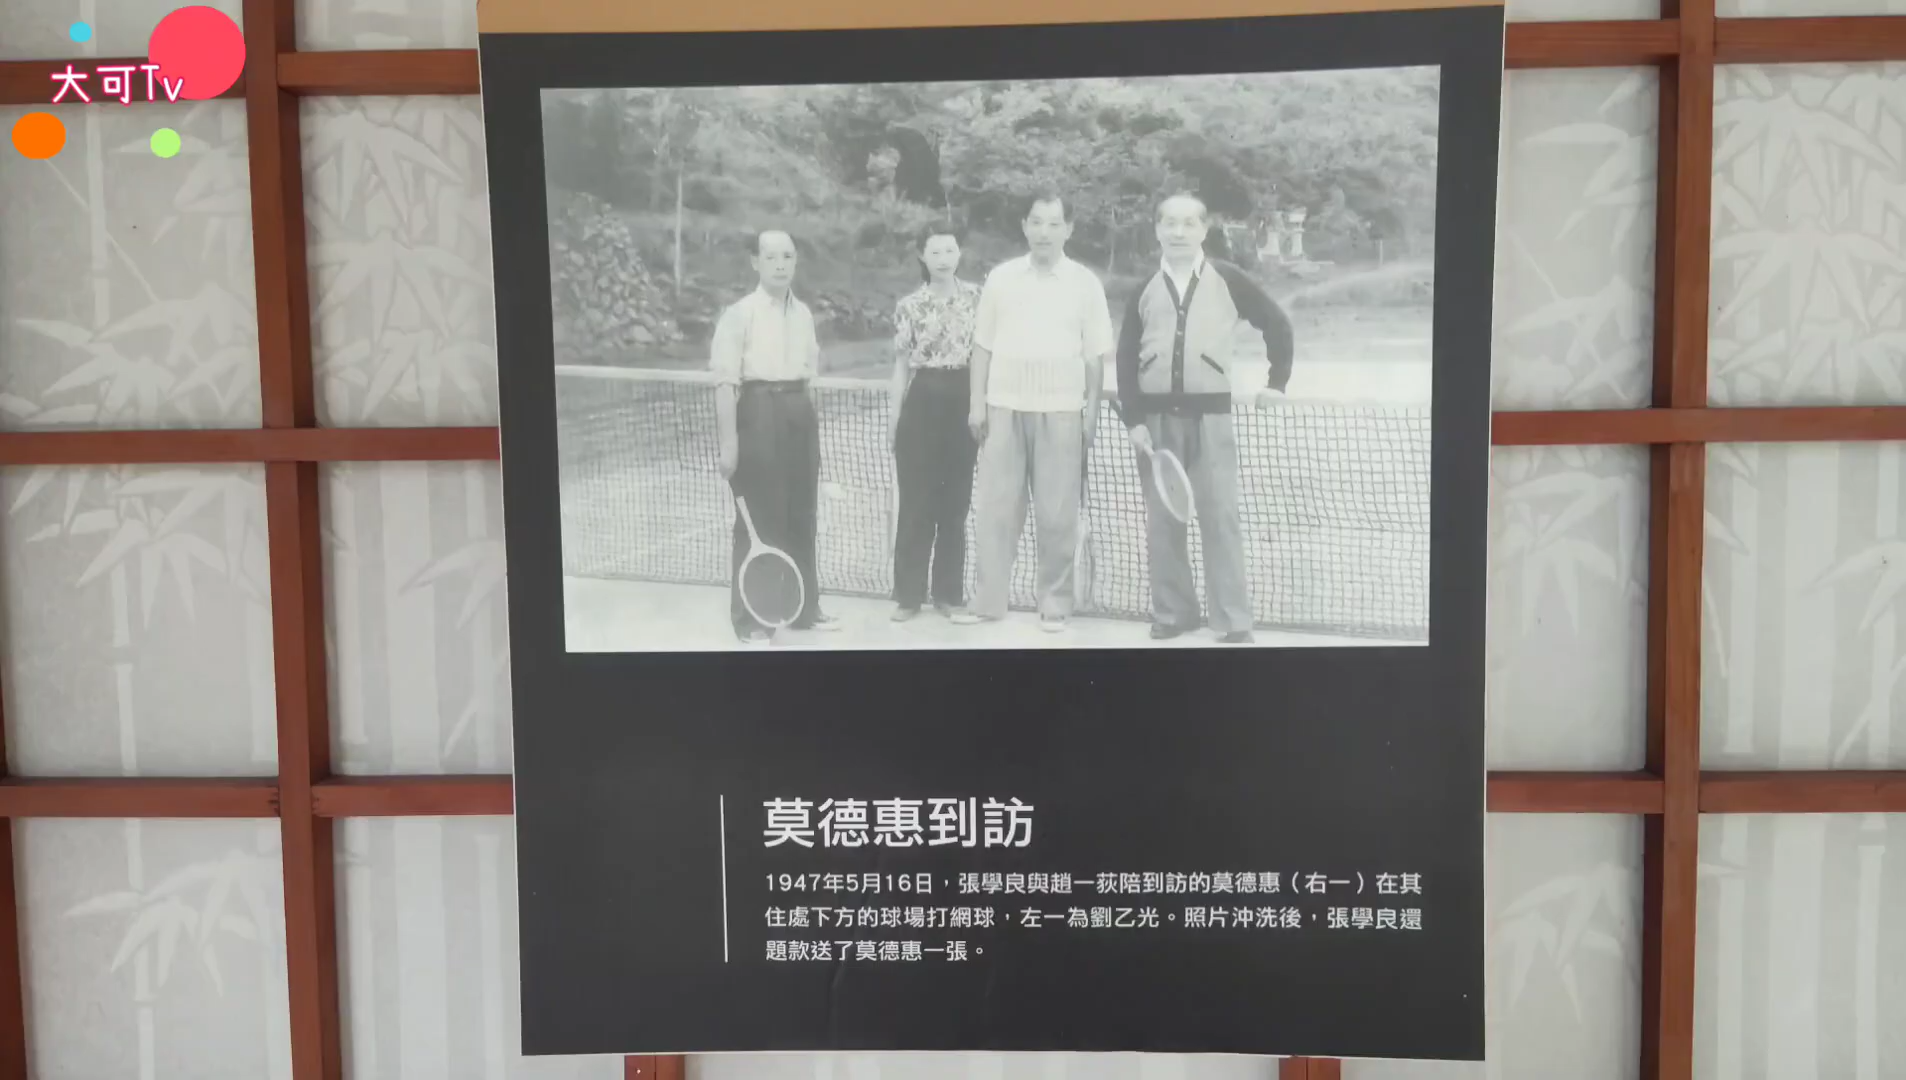 大可Tv
莫德惠到訪
1947年5月16日，張學良與趙一荻陪到訪的莫德惠（右一）在其
住處下方的球場打網球，左一為劉乙光。照片沖洗後，張學良還
題款送了莫德惠一張。